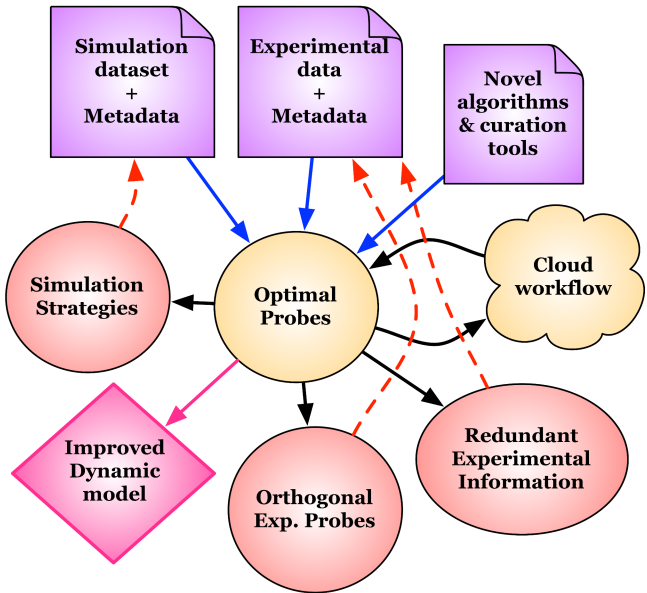 Simulation
dataset
+
Metadata
Experimental
data
+
Metadata
Novel
algorithms
& curation
tools
Simulation
Strategies
Optimal
Probes
Cloud
workflow
Improved
Dynamic
model
Orthogonal
Exp. Probes
Redundant
Experimental
Information